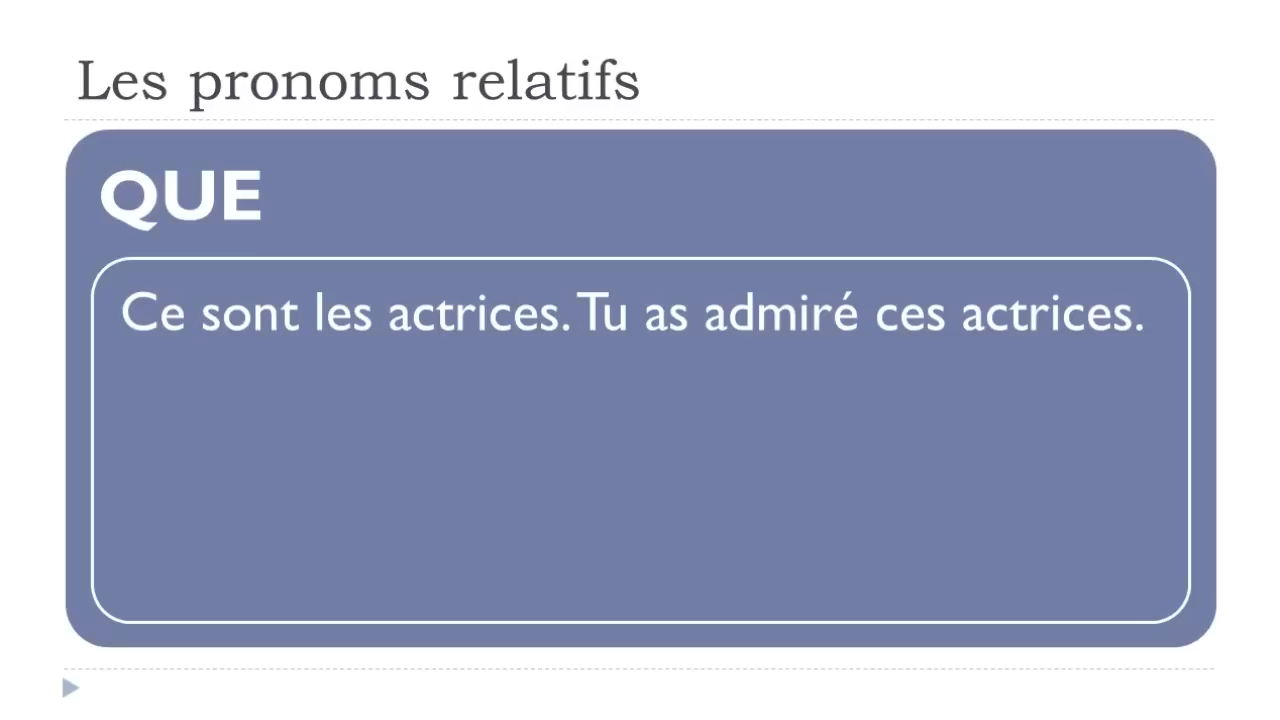 Les pronoms relatifs
QUE
Ce sont les actrices. Tu as admiré ces actrices.